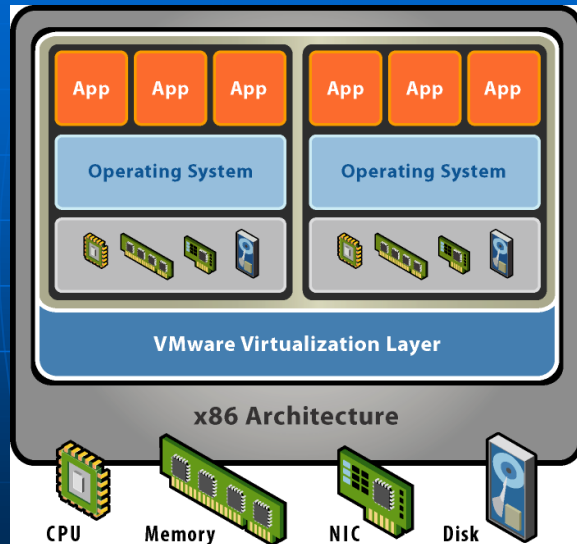 App App App App App App
Operating System Operating System
VMware Virtualization Layer
x86 Architecture
CPU Memory NIC Disk